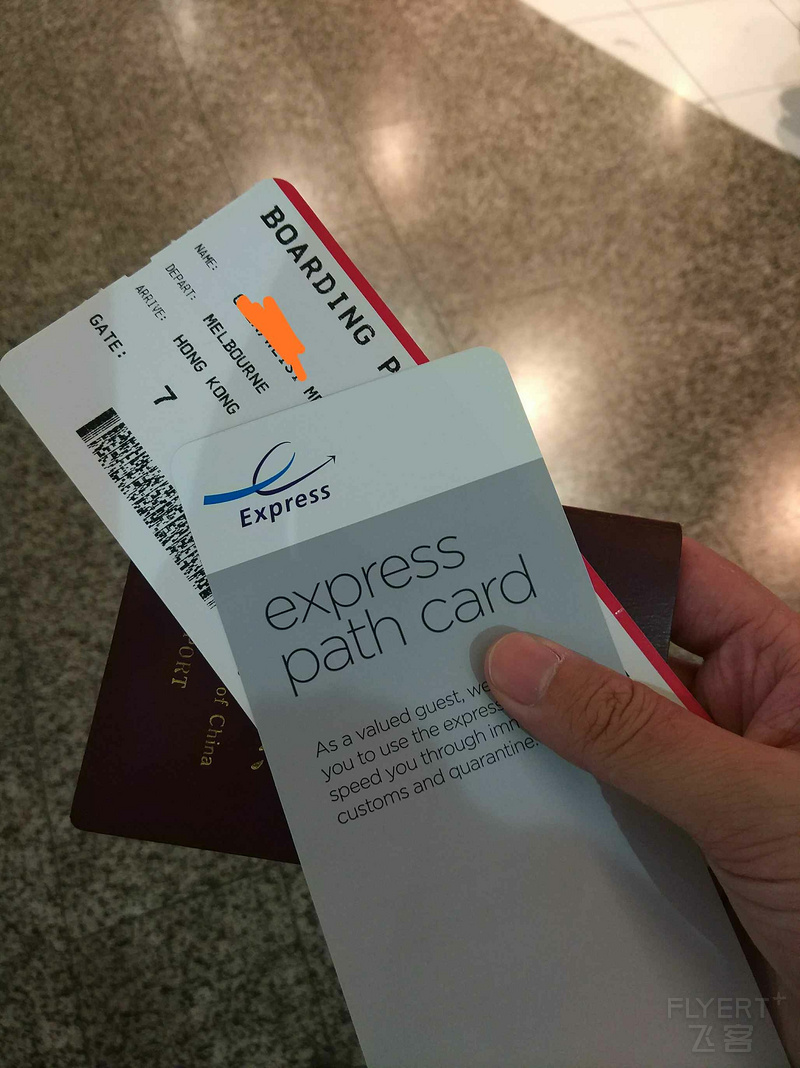 BOARDING P
NAME:
DEPART: MELBOURNE
ARRIVE: HONG KONG
GATE: 7
Express
express
path card
As a valued guest, we
you to use the express
speed you through
customs and quarantine.
PORT
of China
FLYERT+
飞客